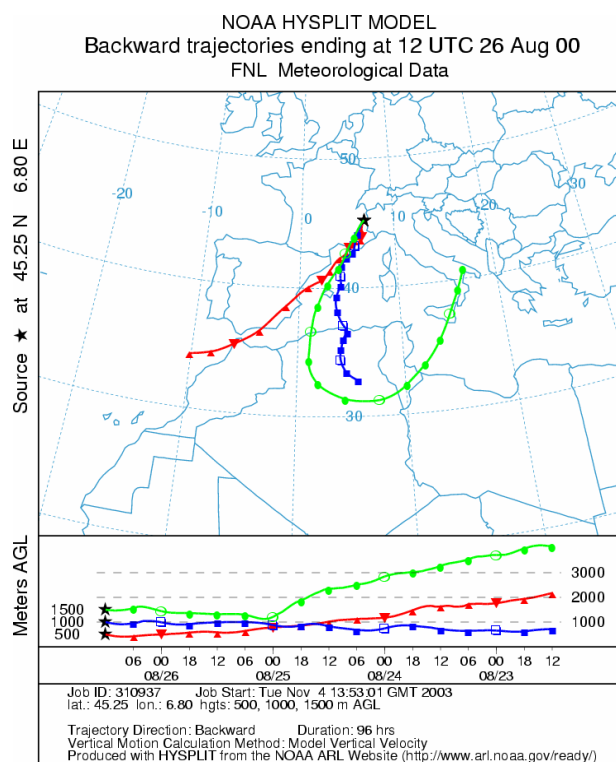 NOAA HYSPLIT MODEL
Backward trajectories ending at 12 UTC 26 Aug 00
FNL Meteorological Data
Source ★ at 45.25 N 6.80 E
-20
-10
0
10
20
30
50
40
30
Meters AGL
1500
1000
500
3000
2000
1000
06 00 18 12 06 00 18 12 06 00 18 12 06 00 18 12
08/26 08/25 08/24 08/23
Job ID: 310937 Job Start: Tue Nov 4 13:53:01 GMT 2003
lat.: 45.25 lon.: 6.80 hgts: 500, 1000, 1500 m AGL
Trajectory Direction: Backward Duration: 96 hrs
Vertical Motion Calculation Method: Model Vertical Velocity
Produced with HYSPLIT from the NOAA ARL Website (http://www.arl.noaa.gov/ready/)